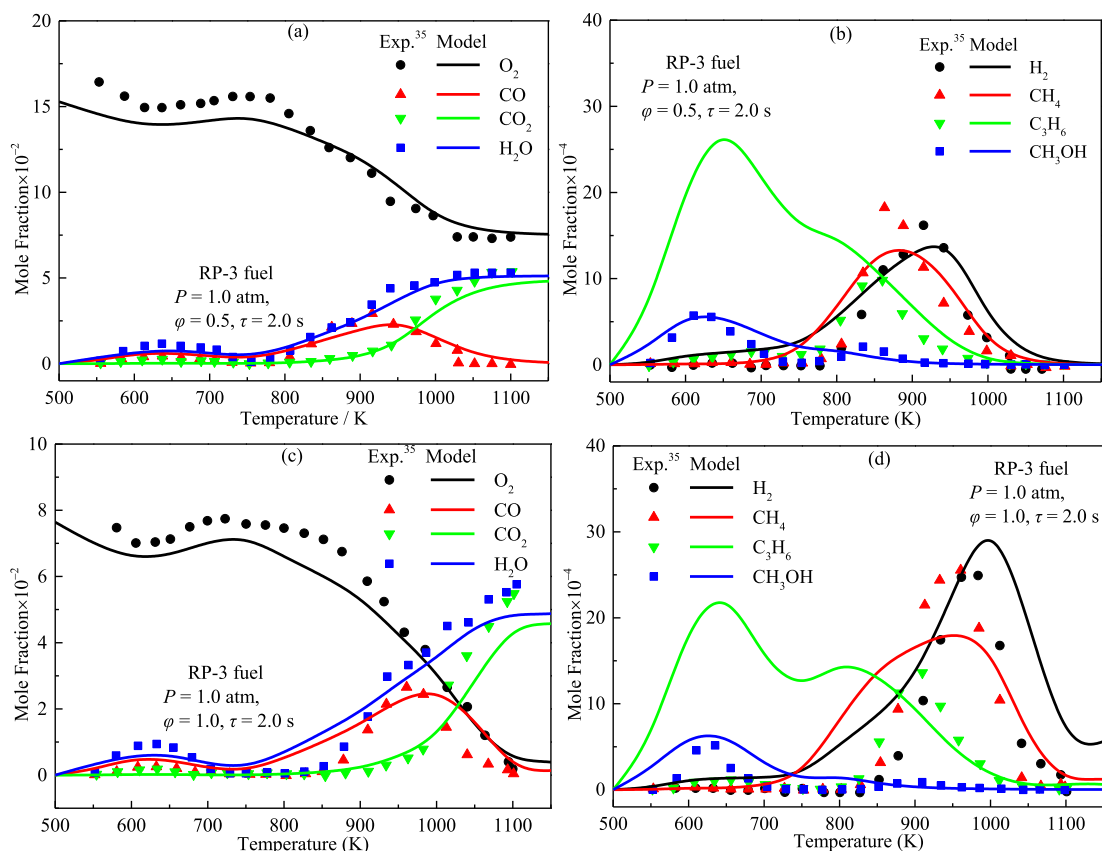 (a)
Exp.35 Model
O2
CO
CO2
H2O
RP-3 fuel
P = 1.0 atm,
φ = 0.5, τ = 2.0 s
Mole Fraction×10-2
20
15
10
5
0
500 600 700 800 900 1000 1100
Temperature / K
(b)
Exp.35 Model
RP-3 fuel
P = 1.0 atm,
φ = 0.5, τ = 2.0 s
H2
CH4
C3H6
CH3OH
Mole Fraction×10-4
40
30
20
10
0
500 600 700 800 900 1000 1100
Temperature (K)
(c)
Exp.35 Model
O2
CO
CO2
H2O
RP-3 fuel
P = 1.0 atm,
φ = 1.0, τ = 2.0 s
Mole Fraction×10-2
10
8
6
4
2
0
500 600 700 800 900 1000 1100
Temperature (K)
(d)
Exp.35 Model
H2
CH4
C3H6
CH3OH
RP-3 fuel
P = 1.0 atm,
φ = 1.0, τ = 2.0 s
Mole Fraction×10-4
40
30
20
10
0
500 600 700 800 900 1000 1100
Temperature (K)